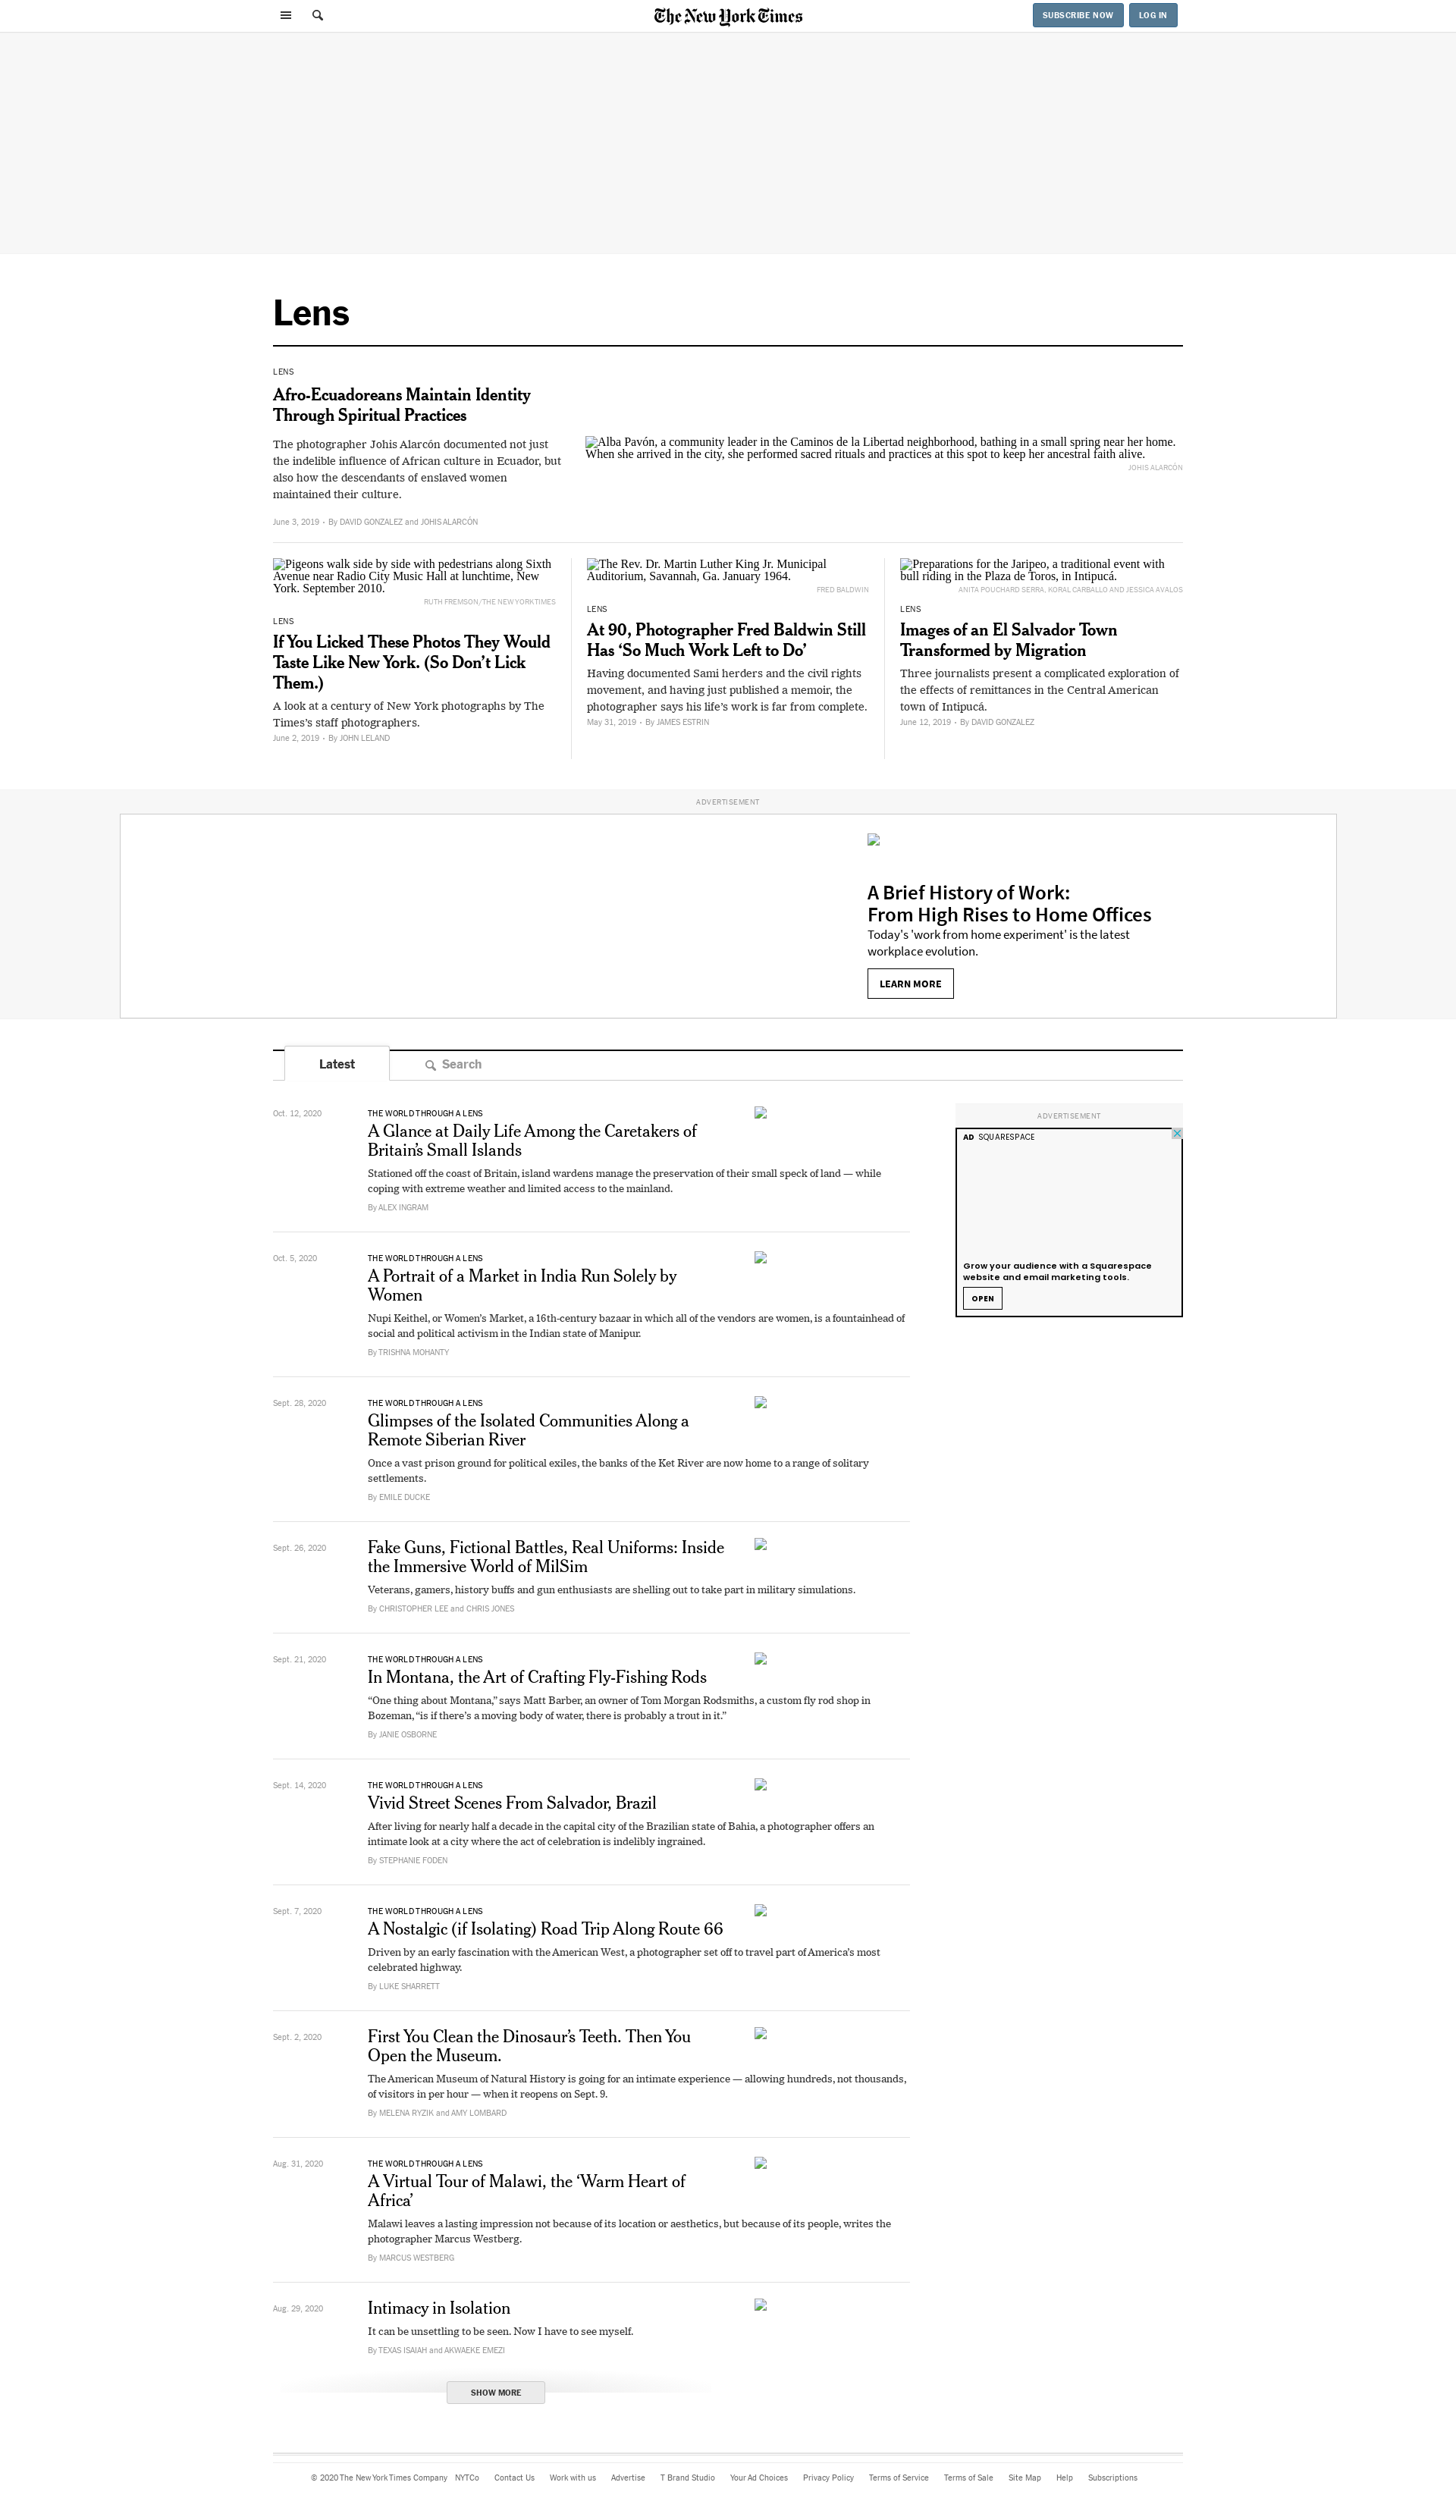 The New York Times
SUBSCRIBE NOW
LOG IN
Lens
LENS
Afro-Ecuadoreans Maintain Identity
Through Spiritual Practices
The photographer Johis Alarcón documented not just
the indelible influence of African culture in Ecuador, but
also how the descendants of enslaved women
maintained their culture.
June 3, 2019 • By DAVID GONZALEZ and JOHIS ALARCÓN
Alba Pavón, a community leader in the Caminos de la Libertad neighborhood, bathing in a small spring near her home.
When she arrived in the city, she performed sacred rituals and practices at this spot to keep her ancestral faith alive.
JOHIS ALARCÓN
Pigeons walk side by side with pedestrians along Sixth
Avenue near Radio City Music Hall at lunchtime, New
York. September 2010.
RUTH FREMSON/THE NEW YORK TIMES
LENS
If You Licked These Photos They Would
Taste Like New York. (So Don’t Lick
Them.)
A look at a century of New York photographs by The
Times’s staff photographers.
June 2, 2019 • By JOHN LELAND
The Rev. Dr. Martin Luther King Jr. Municipal
Auditorium, Savannah, Ga. January 1964.
FRED BALDWIN
LENS
At 90, Photographer Fred Baldwin Still
Has ‘So Much Work Left to Do’
Having documented Sami herders and the civil rights
movement, and having just published a memoir, the
photographer says his life’s work is far from complete.
May 31, 2019 • By JAMES ESTRIN
Preparations for the Jaripeo, a traditional event with
bull riding in the Plaza de Toros, in Intipucá.
ANITA POUCHARD SERRA, KORAL CARBALLO AND JESSICA AVALOS
LENS
Images of an El Salvador Town
Transformed by Migration
Three journalists present a complicated exploration of
the effects of remittances in the Central American
town of Intipucá.
June 12, 2019 • By DAVID GONZALEZ
ADVERTISEMENT
A Brief History of Work:
From High Rises to Home Offices
Today's 'work from home experiment' is the latest
workplace evolution.
LEARN MORE
Latest
Search
Oct. 12, 2020
THE WORLD THROUGH A LENS
A Glance at Daily Life Among the Caretakers of
Britain’s Small Islands
Stationed off the coast of Britain, island wardens manage the preservation of their small speck of land — while
coping with extreme weather and limited access to the mainland.
By ALEX INGRAM
ADVERTISEMENT
AD SQUARESPACE
Grow your audience with a Squarespace
website and email marketing tools.
OPEN
Oct. 5, 2020
THE WORLD THROUGH A LENS
A Portrait of a Market in India Run Solely by
Women
Nupi Keithel, or Women’s Market, a 16th-century bazaar in which all of the vendors are women, is a fountainhead of
social and political activism in the Indian state of Manipur.
By TRISHNA MOHANTY
Sept. 28, 2020
THE WORLD THROUGH A LENS
Glimpses of the Isolated Communities Along a
Remote Siberian River
Once a vast prison ground for political exiles, the banks of the Ket River are now home to a range of solitary
settlements.
By EMILE DUCKE
Sept. 26, 2020
Fake Guns, Fictional Battles, Real Uniforms: Inside
the Immersive World of MilSim
Veterans, gamers, history buffs and gun enthusiasts are shelling out to take part in military simulations.
By CHRISTOPHER LEE and CHRIS JONES
Sept. 21, 2020
THE WORLD THROUGH A LENS
In Montana, the Art of Crafting Fly-Fishing Rods
“One thing about Montana,” says Matt Barber, an owner of Tom Morgan Rodsmiths, a custom fly rod shop in
Bozeman, “is if there’s a moving body of water, there is probably a trout in it.”
By JANIE OSBORNE
Sept. 14, 2020
THE WORLD THROUGH A LENS
Vivid Street Scenes From Salvador, Brazil
After living for nearly half a decade in the capital city of the Brazilian state of Bahia, a photographer offers an
intimate look at a city where the act of celebration is indelibly ingrained.
By STEPHANIE FODEN
Sept. 7, 2020
THE WORLD THROUGH A LENS
A Nostalgic (if Isolating) Road Trip Along Route 66
Driven by an early fascination with the American West, a photographer set off to travel part of America’s most
celebrated highway.
By LUKE SHARRETT
Sept. 2, 2020
First You Clean the Dinosaur’s Teeth. Then You
Open the Museum.
The American Museum of Natural History is going for an intimate experience — allowing hundreds, not thousands,
of visitors in per hour — when it reopens on Sept. 9.
By MELENA RYZIK and AMY LOMBARD
Aug. 31, 2020
THE WORLD THROUGH A LENS
A Virtual Tour of Malawi, the ‘Warm Heart of
Africa’
Malawi leaves a lasting impression not because of its location or aesthetics, but because of its people, writes the
photographer Marcus Westberg.
By MARCUS WESTBERG
Aug. 29, 2020
Intimacy in Isolation
It can be unsettling to be seen. Now I have to see myself.
By TEXAS ISAIAH and AKWAEKE EMEZI
SHOW MORE
© 2020 The New York Times Company NYTCo Contact Us Work with us Advertise T Brand Studio Your Ad Choices Privacy Policy Terms of Service Terms of Sale Site Map Help Subscriptions